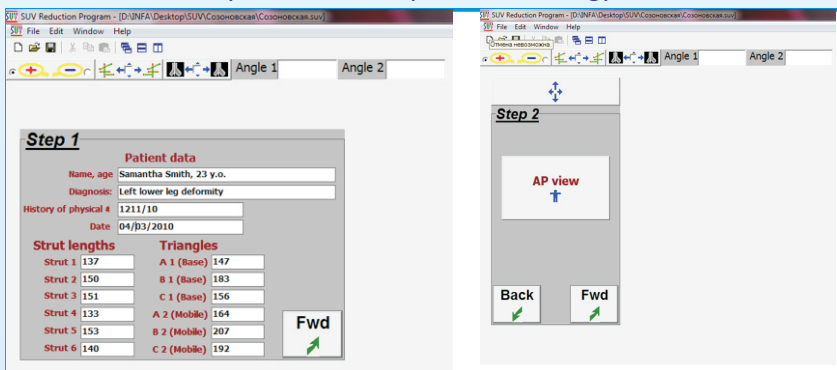 SUV Reduction Program - [D:\INFA\Desktop\SUV\Созоновская\Созоновская.suv]
File Edit Window Help
Angle 1 Angle 2
Step 1
Patient data
Name, age Samantha Smith, 23 y.o.
Diagnosis: Left lower leg deformity
History of physical # 1211/10
Date 04/03/2010
Strut lengths Triangles
Strut 1 137 A 1 (Base) 147
Strut 2 150 B 1 (Base) 183
Strut 3 151 C 1 (Base) 156
Strut 4 133 A 2 (Mobile) 164
Strut 5 153 B 2 (Mobile) 207
Strut 6 140 C 2 (Mobile) 192
Fwd
SUV Reduction Program - [D:\INFA\Desktop\SUV\Созоновская\Созоновская.suv]
File Edit Window Help
Отмена невозможна
Angle 1 Angle 2
Step 2
AP view
Back Fwd